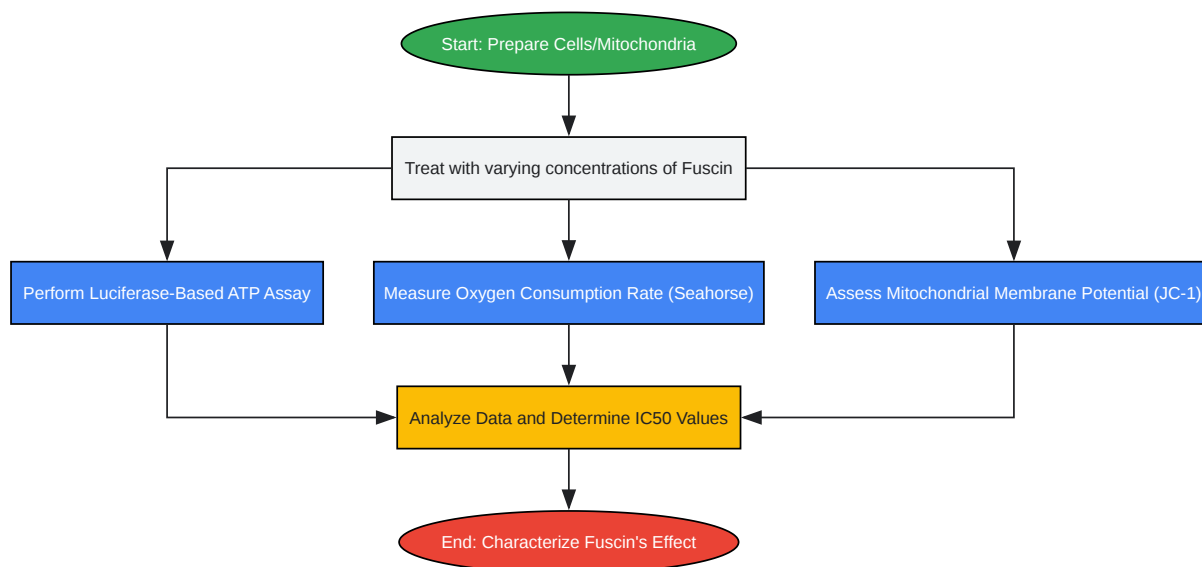 Start: Prepare Cells/Mitochondria
Treat with varying concentrations of Fuscin
Perform Luciferase-Based ATP Assay
Measure Oxygen Consumption Rate (Seahorse)
Assess Mitochondrial Membrane Potential (JC-1)
Analyze Data and Determine IC50 Values
End: Characterize Fuscin's Effect